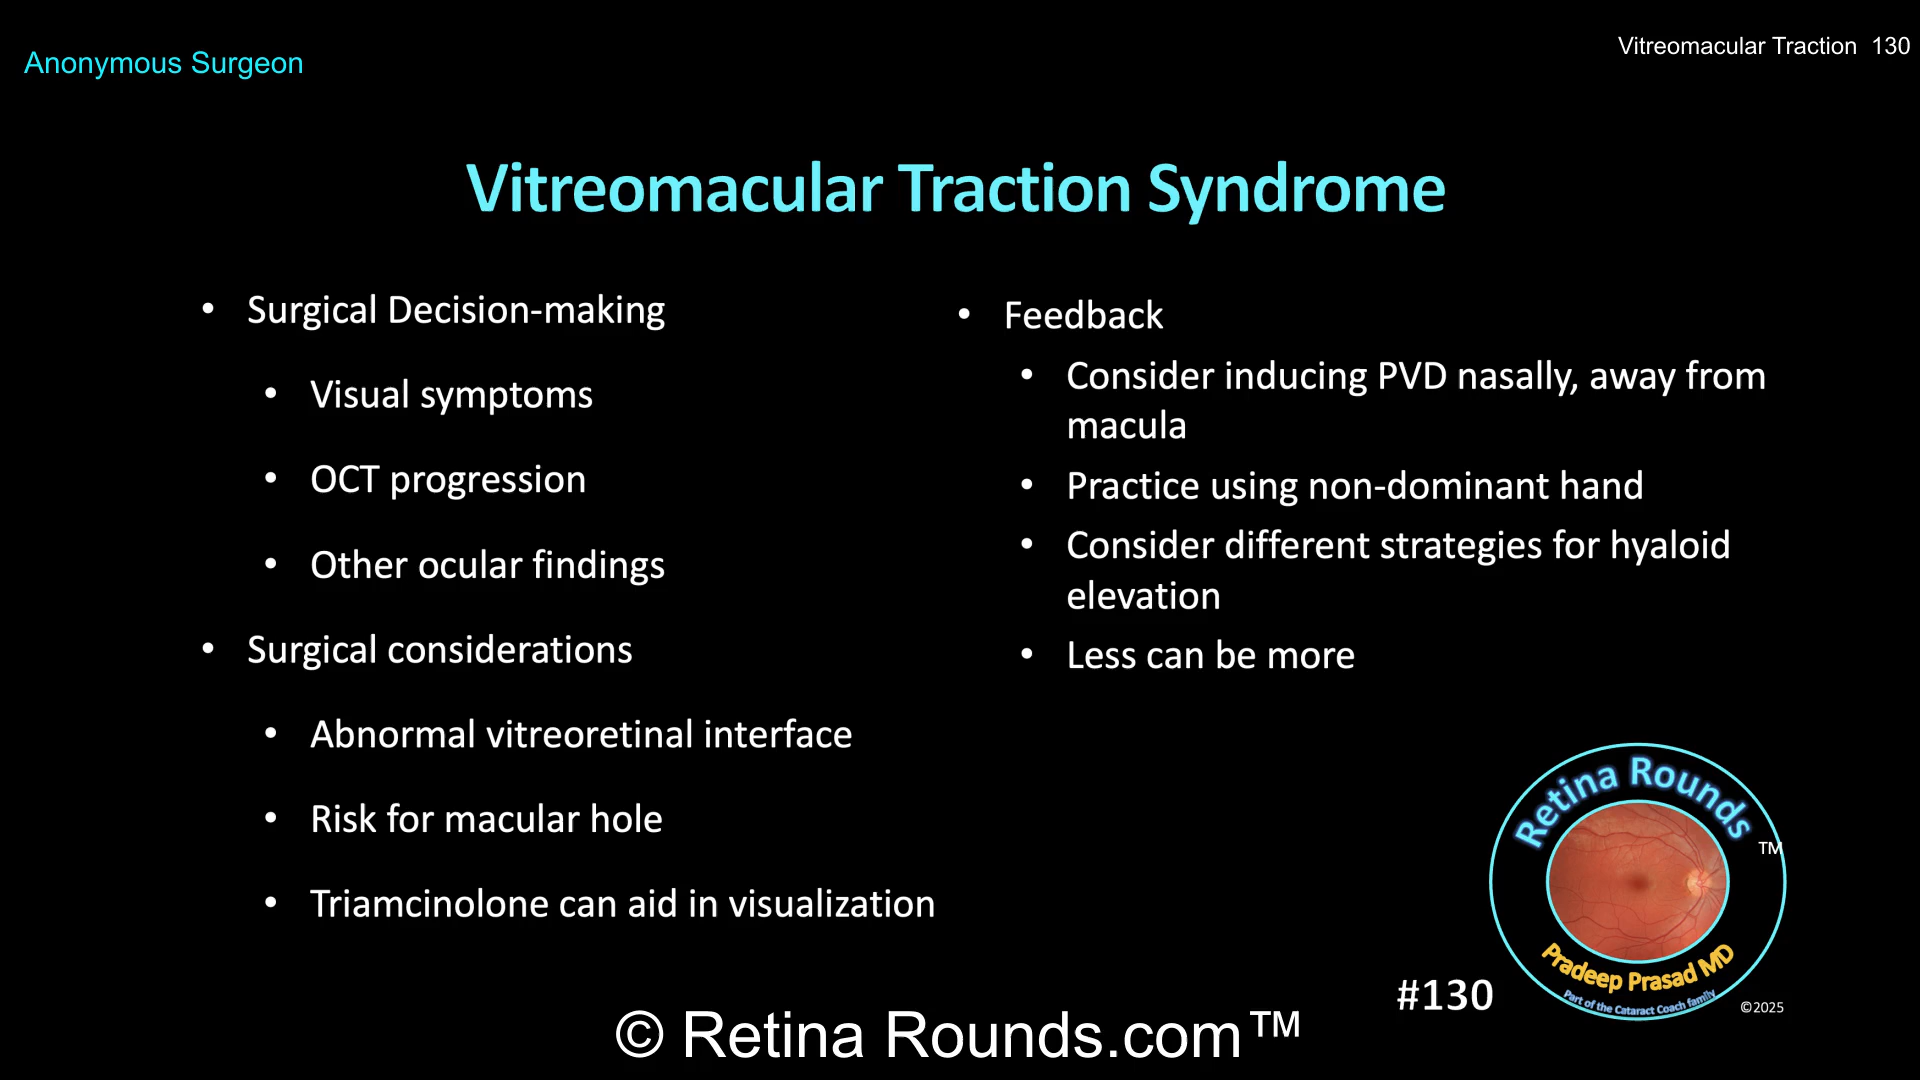 Anonymous Surgeon
Vitreomacular Traction 130
Vitreomacular Traction Syndrome
• Surgical Decision-making
• Visual symptoms
• OCT progression
• Other ocular findings
• Surgical considerations
• Abnormal vitreoretinal interface
• Risk for macular hole
• Triamcinolone can aid in visualization
• Feedback
• Consider inducing PVD nasally, away from
macula
• Practice using non-dominant hand
• Consider different strategies for hyaloid
elevation
• Less can be more
Retina Rounds
TM
Pradeep Prasad MD
Part of the Cataract Coach family
©2025
#130
© Retina Rounds.com™